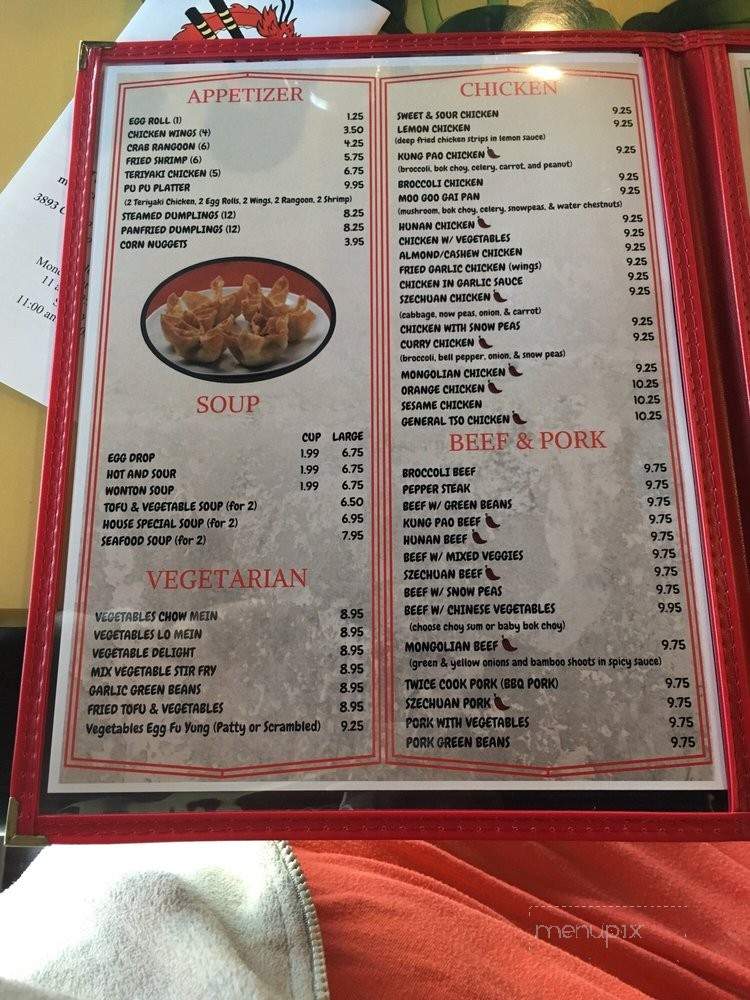 3893
11:00 an
APPETIZER
EGG ROLL (1) 1.25
CHICKEN WINGS (4) 3.50
CRAB RANGOON (6) 4.25
FRIED SHRIMP (6) 5.75
TERIYAKI CHICKEN (5) 6.75
PU PU PLATTER 9.95
(2 Teriyaki Chicken, 2 Egg Rolls, 2 Wings, 2 Rangoon, 2 Shrimp)
STEAMED DUMPLINGS (12) 8.25
PANFRIED DUMPLINGS (12) 8.25
CORN NUGGETS 3.95
SOUP
CUP LARGE
EGG DROP 1.99 6.75
HOT AND SOUR 1.99 6.75
WONTON SOUP 1.99 6.75
TOFU & VEGETABLE SOUP (for 2) 6.50
HOUSE SPECIAL SOUP (for 2) 6.95
SEAFOOD SOUP (for 2) 7.95
VEGETARIAN
VEGETABLES CHOW MEIN 8.95
VEGETABLES LO MEIN 8.95
VEGETABLE DELIGHT 8.95
MIX VEGETABLE STIR FRY 8.95
GARLIC GREEN BEANS 8.95
FRIED TOFU & VEGETABLES 8.95
Vegetables Egg Fu Yung (Patty or Scrambled) 9.25
CHICKEN
SWEET & SOUR CHICKEN 9.25
LEMON CHICKEN 9.25
(deep fried chicken strips in lemon sauce)
KUNG PAO CHICKEN 9.25
(broccoli, bok choy, celery, carrot, and peanut)
BROCCOLI CHICKEN 9.25
MOO GOO GAI PAN 9.25
(mushroom, bok choy, celery, snowpeas, & water chestnuts)
HUNAN CHICKEN 9.25
CHICKEN W/ VEGETABLES 9.25
ALMOND/CASHEW CHICKEN 9.25
FRIED GARLIC CHICKEN (wings) 9.25
CHICKEN IN GARLIC SAUCE 9.25
SZECHUAN CHICKEN 9.25
(cabbage, now peas, onion, & carrot)
CHICKEN WITH SNOW PEAS 9.25
CURRY CHICKEN 9.25
(broccoli, bell pepper, onion, & snow peas)
MONGOLIAN CHICKEN 9.25
ORANGE CHICKEN 10.25
SESAME CHICKEN 10.25
GENERAL TSO CHICKEN 10.25
BEEF & PORK
BROCCOLI BEEF 9.75
PEPPER STEAK 9.75
BEEF W/ GREEN BEANS 9.75
KUNG PAO BEEF 9.75
HUNAN BEEF 9.75
BEEF W/ MIXED VEGGIES 9.75
SZECHUAN BEEF 9.75
BEEF W/ SNOW PEAS 9.75
BEEF W/ CHINESE VEGETABLES 9.95
(choose choy sum or baby bok choy)
MONGOLIAN BEEF 9.75
(green & yellow onions and bamboo shoots in spicy sauce)
TWICE COOK PORK (BBQ PORK) 9.75
SZECHUAN PORK 9.75
PORK WITH VEGETABLES 9.75
PORK GREEN BEANS 9.75
menupix